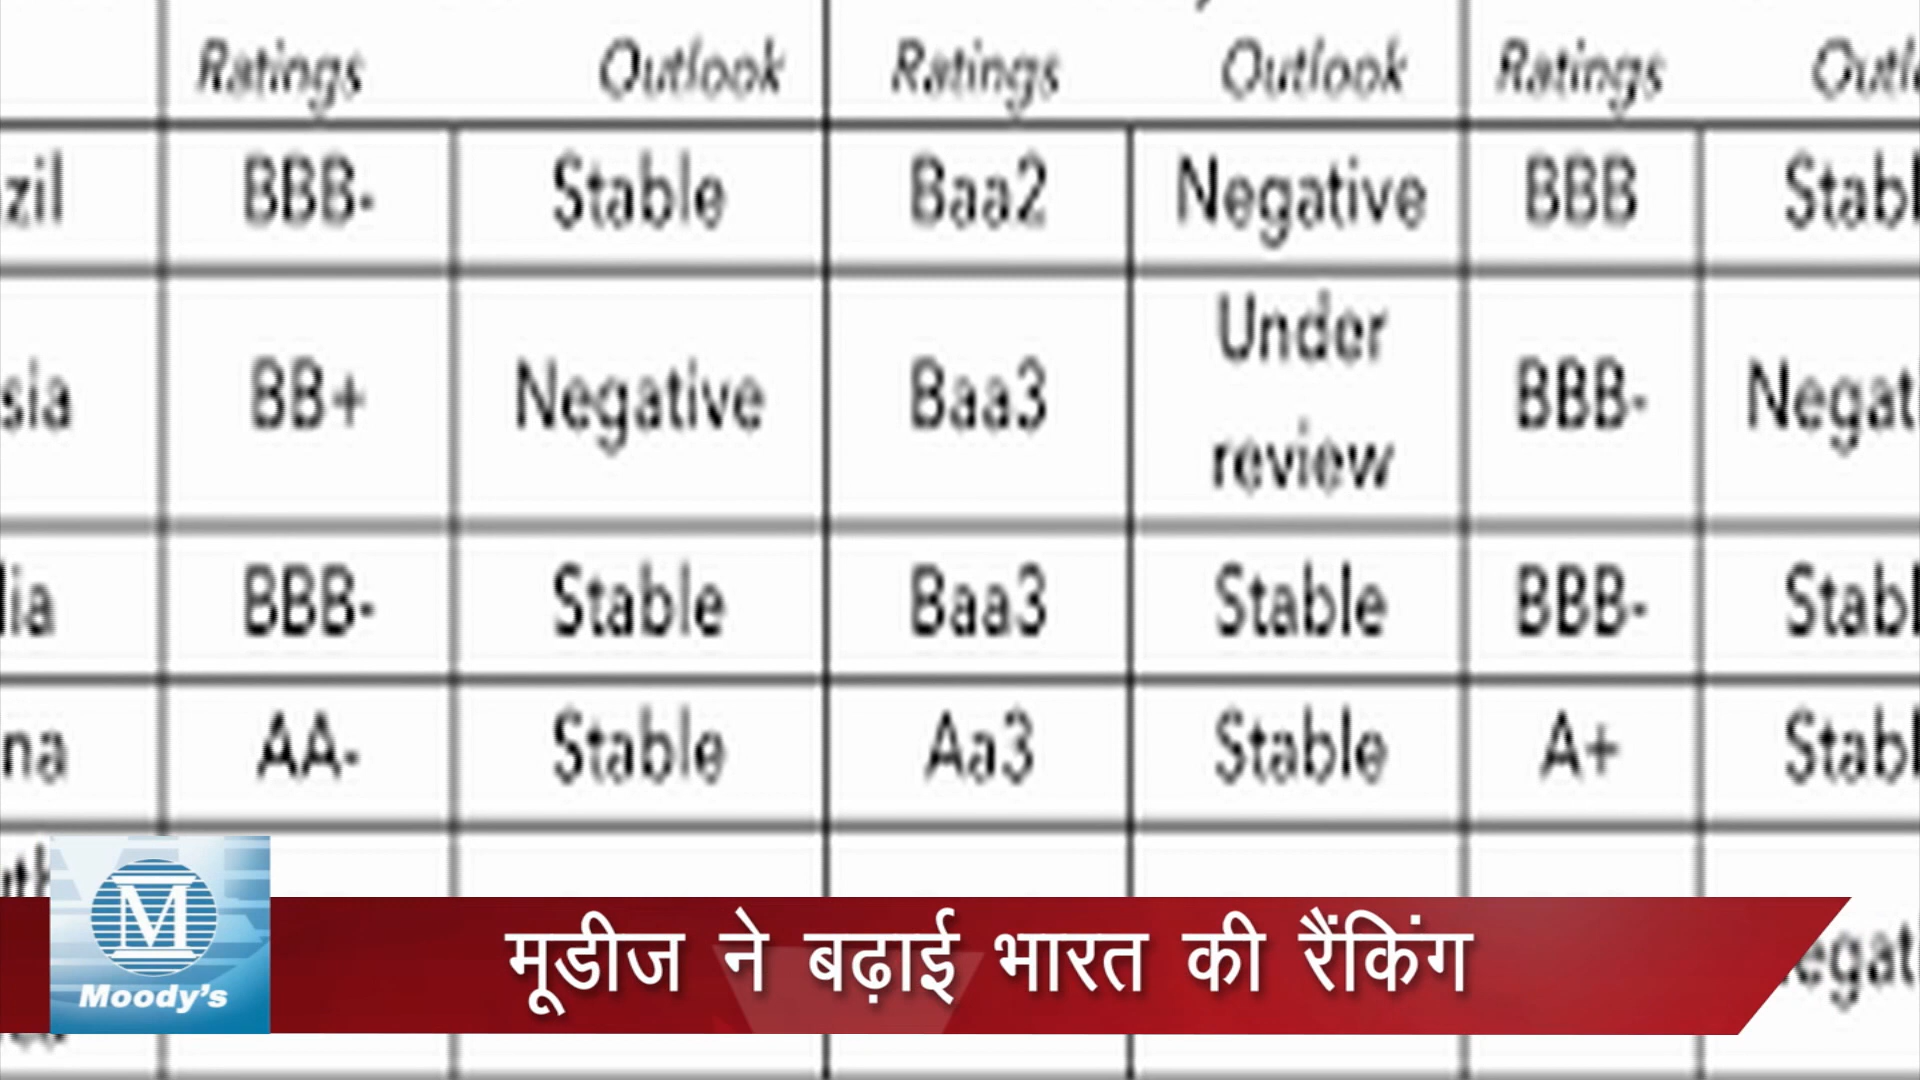 Ratings Outlook Ratings Outlook Ratings Outl
zil BBB- Stable Baa2 Negative BBB Stabl
sia BB+ Negative Baa3 Under review BBB- Negat
ia BBB- Stable Baa3 Stable BBB- Stabl
na AA- Stable Aa3 Stable A+ Stabl
M
Moody's
मूडीज ने बढ़ाई भारत की रैंकिंग
egat